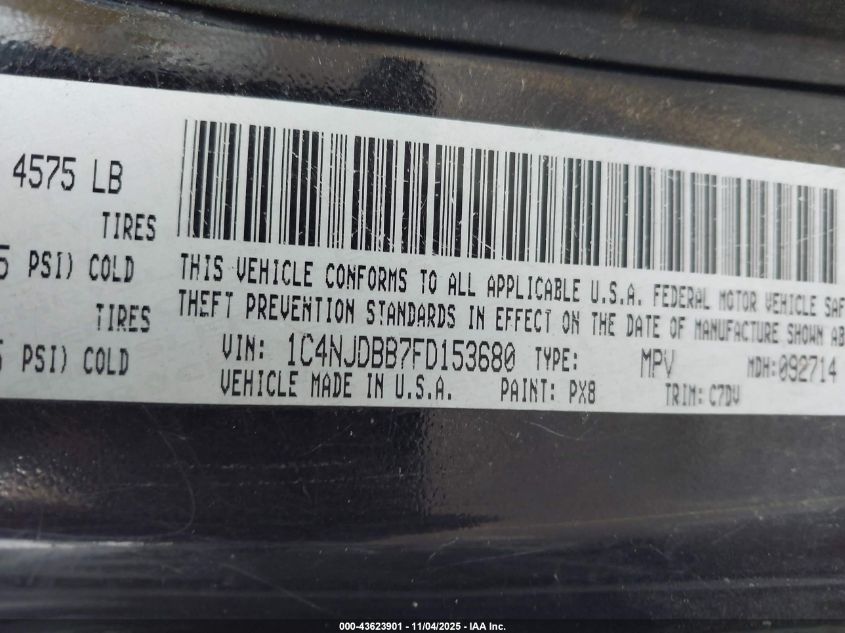 4575 LB
TIRES
5 PSI) COLD
TIRES
PSI) COLD
THIS VEHICLE CONFORMS TO ALL APPLICABLE U.S.A. FEDERAL MOTOR VEHICLE SAF
THEFT PREVENTION STANDARDS IN EFFECT ON THE DATE OF MANUFACTURE SHOWN AB
VIN: 1C4NJDBB7FD153680 TYPE: MPV MDH:092714
VEHICLE MADE IN U.S.A. PAINT: PX8 TRIM: C7DV
000-43623901 - 11/04/2025 - IAA Inc.